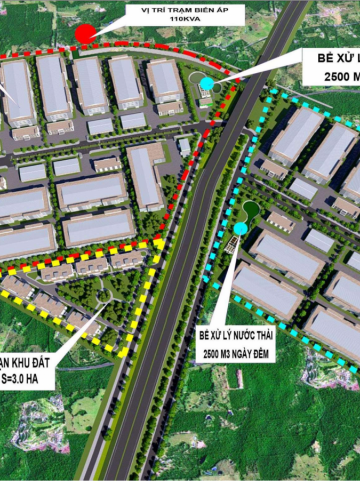 VỊ TRÍ TRẠM BIẾN ÁP
110KVA
BỂ XỬ L
2500 M
BỂ XỬ LÝ NƯỚC THẢI
2500 M3 NGÀY ĐÊM
ẠN KHU ĐẤT
S=3.0 HA